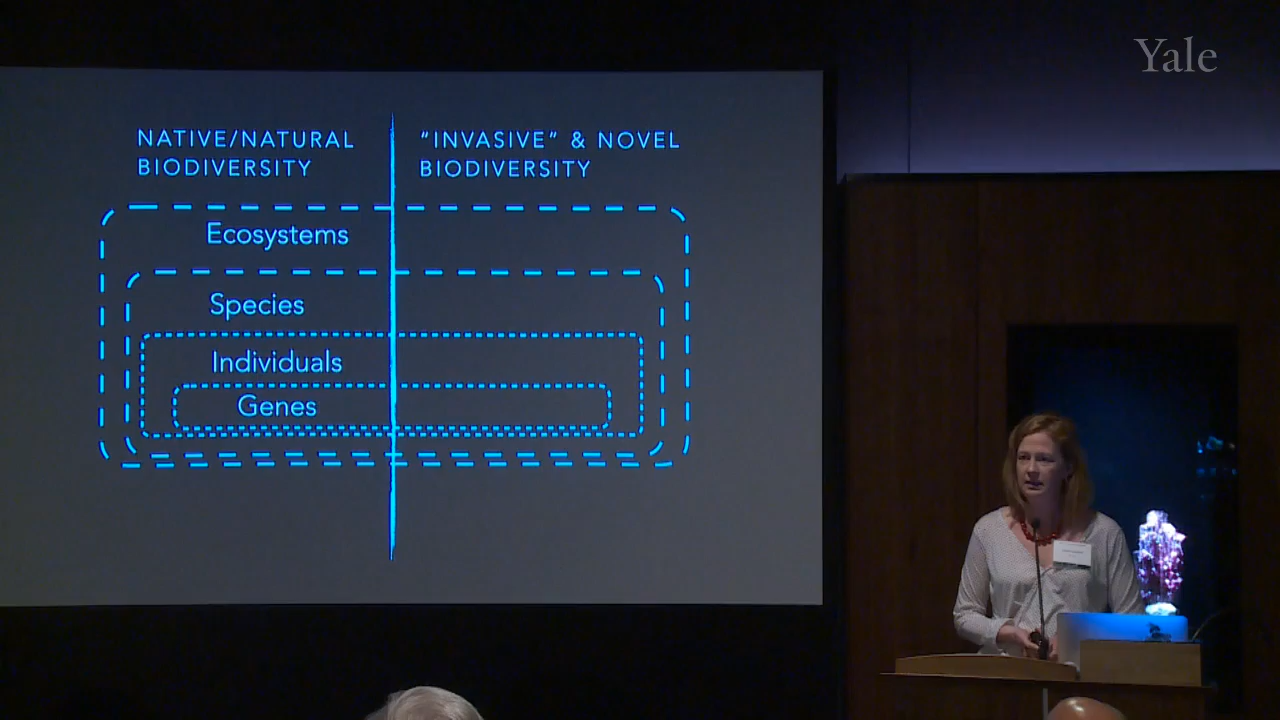 Yale
NATIVE/NATURAL
BIODIVERSITY
"INVASIVE" & NOVEL
BIODIVERSITY
Ecosystems
Species
Individuals
Genes